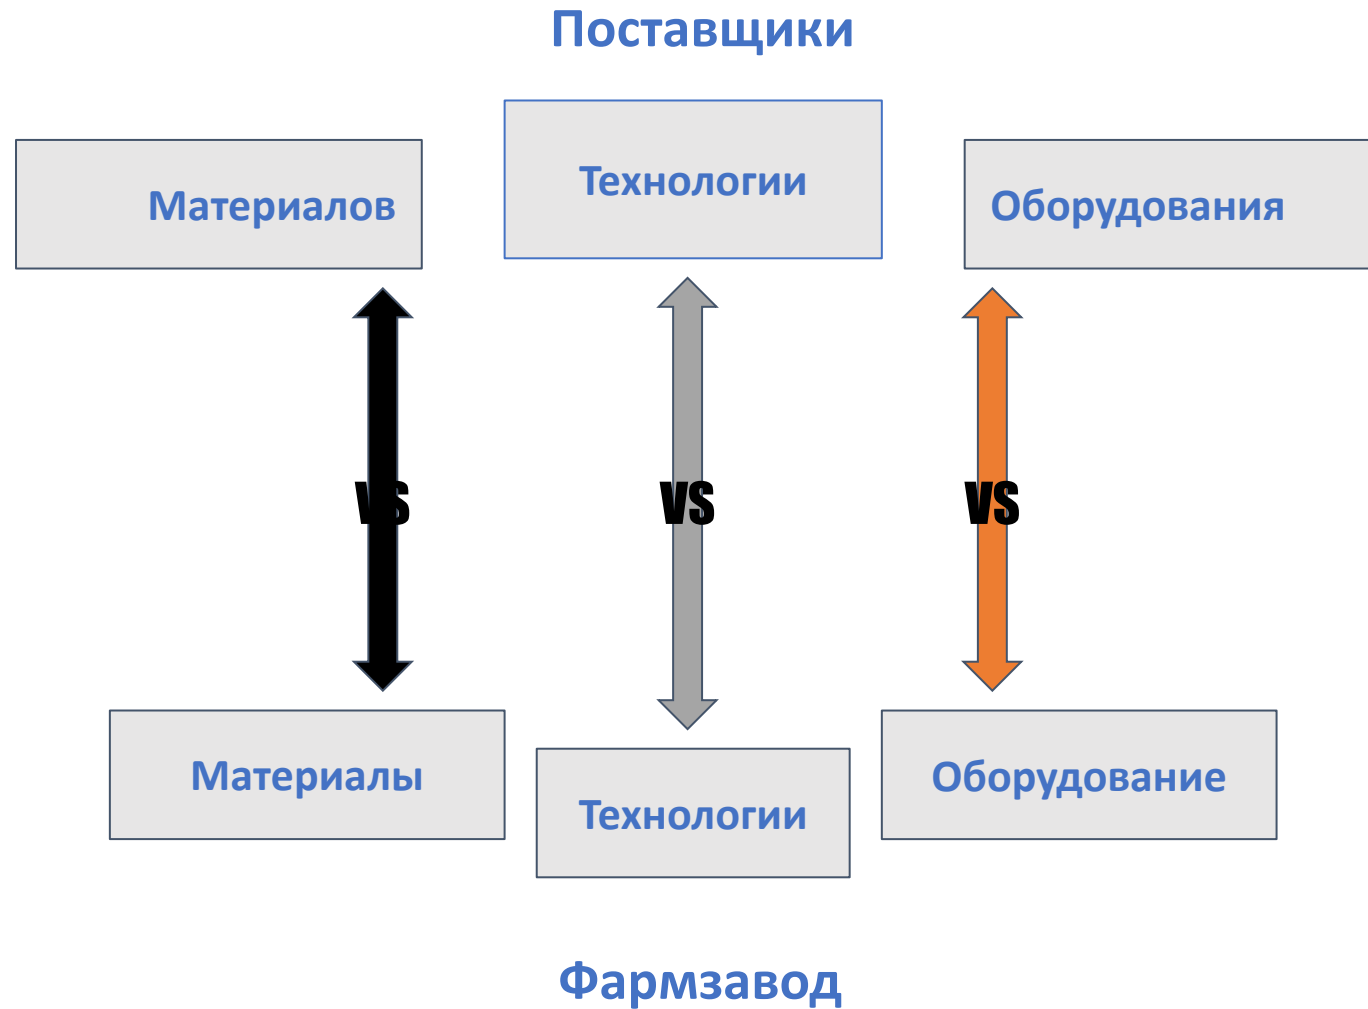 Поставщики
Материалов
Технологии
Оборудования
VS
VS
VS
Материалы
Технологии
Оборудование
Фармзавод